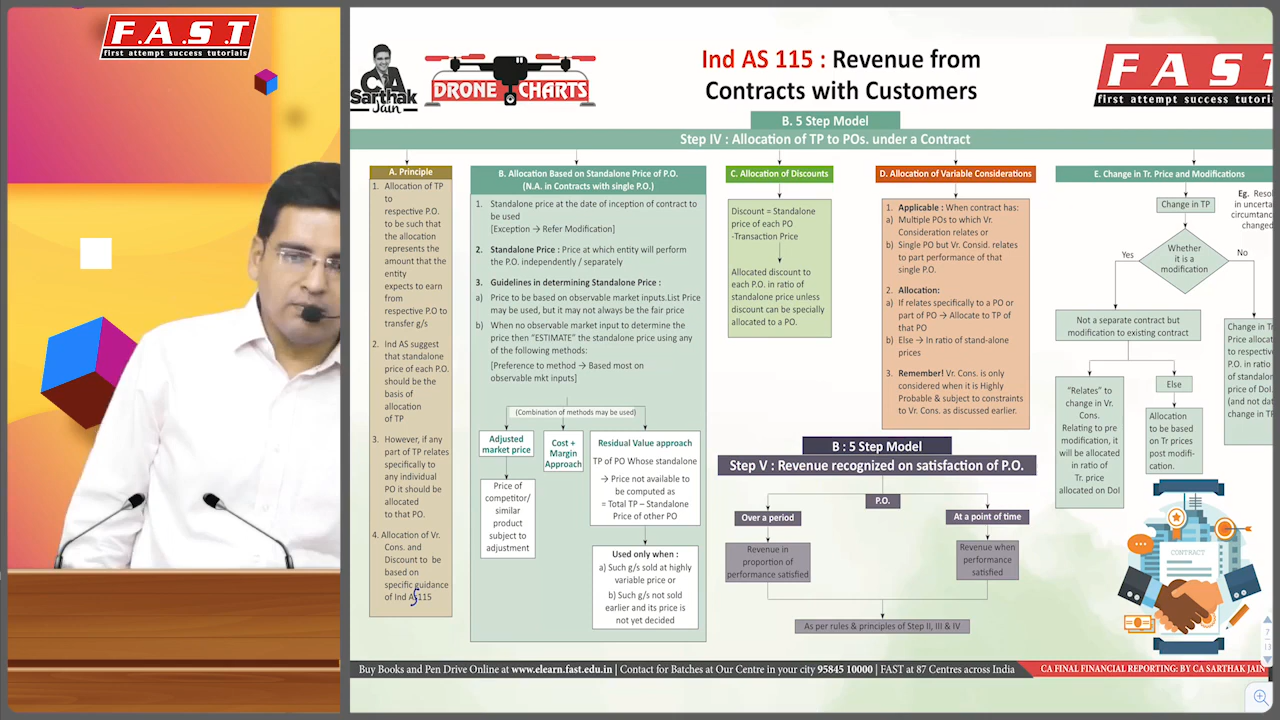 F.A.S.T
first attempt success tutorials
CA
Sarthak
Jain
DRONE CHARTS
Ind AS 115 : Revenue from
Contracts with Customers
F A S T
first attempt success tutorial
B. 5 Step Model
Step IV : Allocation of TP to POs. under a Contract
A. Principle
1. Allocation of TP
to
respective P.O.
to be such that
the allocation
represents the
amount that the
entity
expects to earn
from
respective P.O to
transfer g/s
2. Ind AS suggest
that standalone
price of each P.O.
should be the
basis of
allocation
of TP
3. However, if any
part of TP relates
specifically to
any individual
PO it should be
allocated
to that PO.
4. Allocation of Vr.
Cons. and
Discount to be
based on
specific guidance
of Ind AS 115
B. Allocation Based on Standalone Price of P.O.
(N.A. in Contracts with single P.O.)
1. Standalone price at the date of inception of contract to
be used
[Exception → Refer Modification]
2. Standalone Price : Price at which entity will perform
the P.O. independently / separately
3. Guidelines in determining Standalone Price :
a) Price to be based on observable market inputs.List Price
may be used, but it may not always be the fair price
b) When no observable market input to determine the
price then "ESTIMATE" the standalone price using any
of the following methods:
[Preference to method → Based most on
observable mkt inputs]
(Combination of methods may be used)
Adjusted
market price
Price of
competitor/
similar
product
subject to
adjustment
Cost +
Margin
Approach
Residual Value approach
TP of PO Whose standalone
→ Price not available to
be computed as
= Total TP – Standalone
Price of other PO
Used only when :
a) Such g/s sold at highly
variable price or
b) Such g/s not sold
earlier and its price is
not yet decided
C. Allocation of Discounts
Discount = Standalone
price of each PO
-Transaction Price
Allocated discount to
each P.O. in ratio of
standalone price unless
discount can be specially
allocated to a PO.
D. Allocation of Variable Considerations
1. Applicable : When contract has:
a) Multiple POs to which Vr.
Consideration relates or
b) Single PO but Vr. Consid. relates
to part performance of that
single P.O.
2. Allocation:
a) If relates specifically to a PO or
part of PO → Allocate to TP of
that PO
b) Else → In ratio of stand-alone
prices
3. Remember! Vr. Cons. is only
considered when it is Highly
Probable & subject to constraints
to Vr. Cons. as discussed earlier.
E. Change in Tr. Price and Modifications
Change in TP
Eg. Resol
in uncerta
circumstanc
changed
Whether
it is a
modification
Yes
No
Not a separate contract but
modification to existing contract
"Relates" to
change in Vr.
Cons.
Relating to pre
modification, it
will be allocated
in ratio of
Tr. price
allocated on DoI
Else
Allocation
to be based
on Tr prices
post modifi-
cation.
Change in Tr
Price allocat
to respectiv
P.O. in ratio
of standalon
price of DoI.
(and not dat
change in TP
B : 5 Step Model
Step V : Revenue recognized on satisfaction of P.O.
P.O.
Over a period
Revenue in
proportion of
performance satisfied
At a point of time
Revenue when
performance
satisfied
As per rules & principles of Step II, III & IV
CONTRACT
Buy Books and Pen Drive Online at www.elearn.fast.edu.in | Contact for Batches at Our Centre in your city 95845 10000 | FAST at 87 Centres across India
CA FINAL FINANCIAL REPORTING: BY CA SARTHAK JAIN